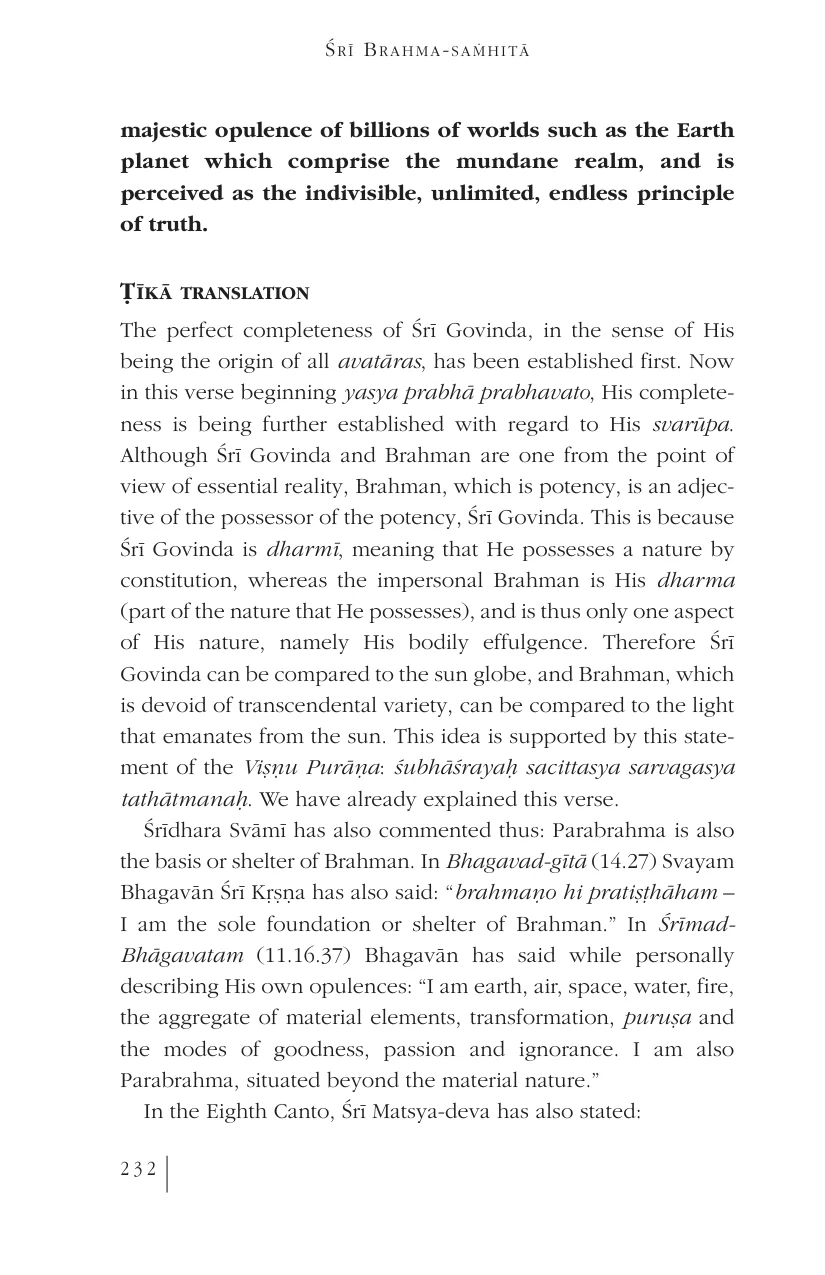 Śrī Brahma-saṁhitā
majestic opulence of billions of worlds such as the Earth
planet which comprise the mundane realm, and is
perceived as the indivisible, unlimited, endless principle
of truth.
Ṭīkā translation
The perfect completeness of Śrī Govinda, in the sense of His
being the origin of all avatāras, has been established first. Now
in this verse beginning yasya prabhā prabhavato, His complete-
ness is being further established with regard to His svarūpa.
Although Śrī Govinda and Brahman are one from the point of
view of essential reality, Brahman, which is potency, is an adjec-
tive of the possessor of the potency, Śrī Govinda. This is because
Śrī Govinda is dharmī, meaning that He possesses a nature by
constitution, whereas the impersonal Brahman is His dharma
(part of the nature that He possesses), and is thus only one aspect
of His nature, namely His bodily effulgence. Therefore Śrī
Govinda can be compared to the sun globe, and Brahman, which
is devoid of transcendental variety, can be compared to the light
that emanates from the sun. This idea is supported by this state-
ment of the Viṣṇu Purāṇa: śubhāśrayaḥ sacittasya sarvagasya
tathātmanaḥ. We have already explained this verse.
Śrīdhara Svāmī has also commented thus: Parabrahma is also
the basis or shelter of Brahman. In Bhagavad-gītā (14.27) Svayam
Bhagavān Śrī Kṛṣṇa has also said: “brahmaṇo hi pratiṣṭhāham –
I am the sole foundation or shelter of Brahman.” In Śrīmad-
Bhāgavatam (11.16.37) Bhagavān has said while personally
describing His own opulences: “I am earth, air, space, water, fire,
the aggregate of material elements, transformation, puruṣa and
the modes of goodness, passion and ignorance. I am also
Parabrahma, situated beyond the material nature.”
In the Eighth Canto, Śrī Matsya-deva has also stated:
232